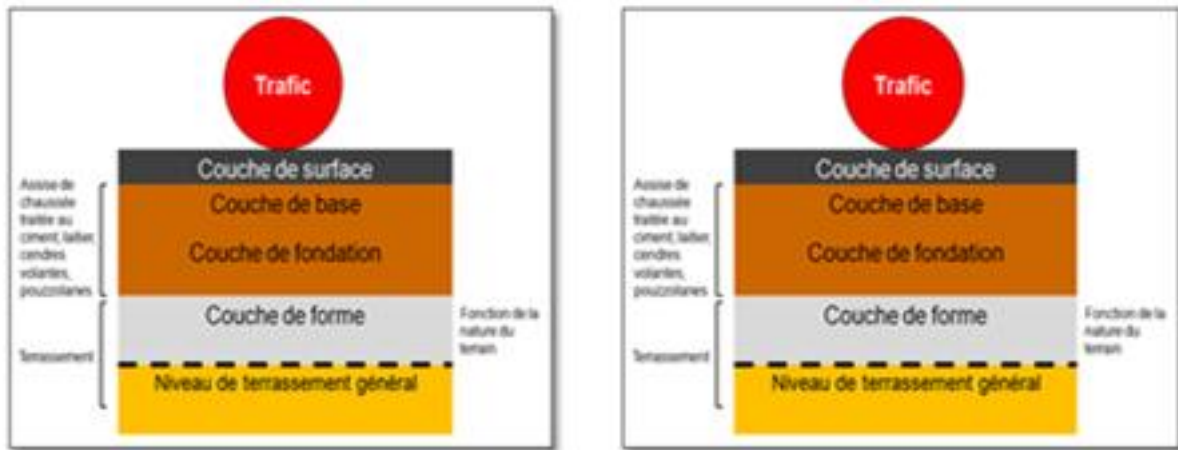 Trafic
Couche de surface
Assise de
chaussée
traitée au
ciment, laitier,
cendres
volantes,
pouzzolanes
Couche de base
Couche de fondation
Couche de forme
Fonction de la
nature du
terrain
Terrassement
Niveau de terrassement général
Trafic
Couche de surface
Assise de
chaussée
traitée au
ciment, laitier,
cendres
volantes,
pouzzolanes
Couche de base
Couche de fondation
Couche de forme
Fonction de la
nature du
terrain
Terrassement
Niveau de terrassement général